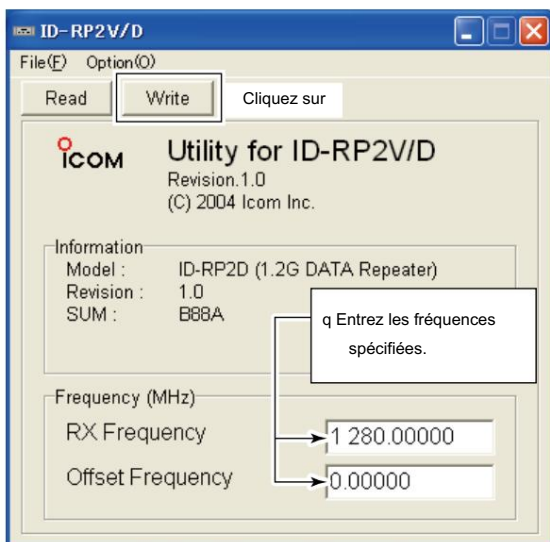 ID-RP2V/D
File(F) Option(O)
Read Write Cliquez sur
ICOM Utility for ID-RP2V/D
Revision.1.0
(C) 2004 Icom Inc.
Information
Model : ID-RP2D (1.2G DATA Repeater)
Revision : 1.0
SUM : B88A
q Entrez les fréquences
spécifiées.
Frequency (MHz)
RX Frequency 1 280.00000
Offset Frequency 0.00000